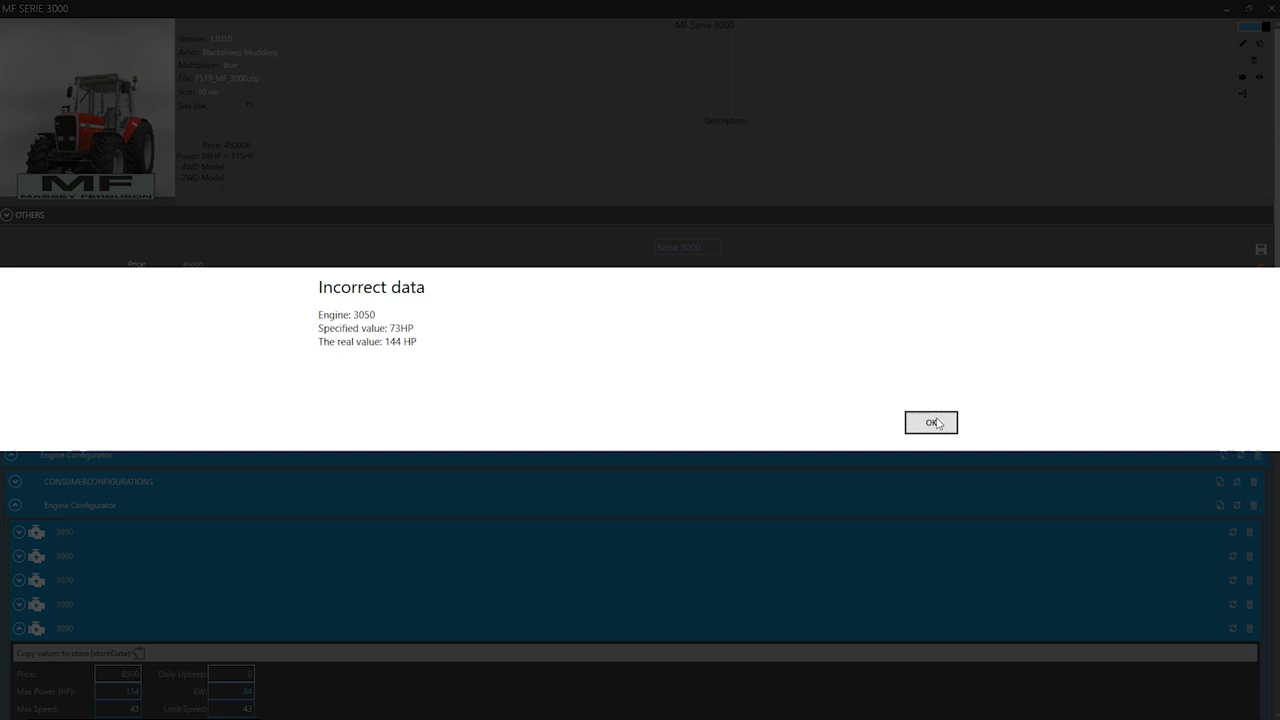 MF SERIE 3000
MF Serie 3000
Version: 1.0.0.0
Autor: Blacksheep Modding
Multiplayer: true
File: FS19_MF_3000.zip
Size: 10 Mb
Site link:
Description:
Price: 45000€
Power: 88HP = 115HP
- 4WD Model
- 2WD Model
MF
MASSEY FERGUSON
OTHERS
Serie 3000
Price: 45000
Incorrect data
Engine: 3050
Specified value: 73HP
The real value: 144 HP
OK
Engine Configurator
CONSUMERCONFIGURATIONS
Engine Configurator
3050
3060
3070
3080
3090
Copy values to store (storeData):
Price: 8500 Daily Upkeep: 0
Max Power (HP): 114 KW: 84
Max Speed: 43 Limit Speed: 43